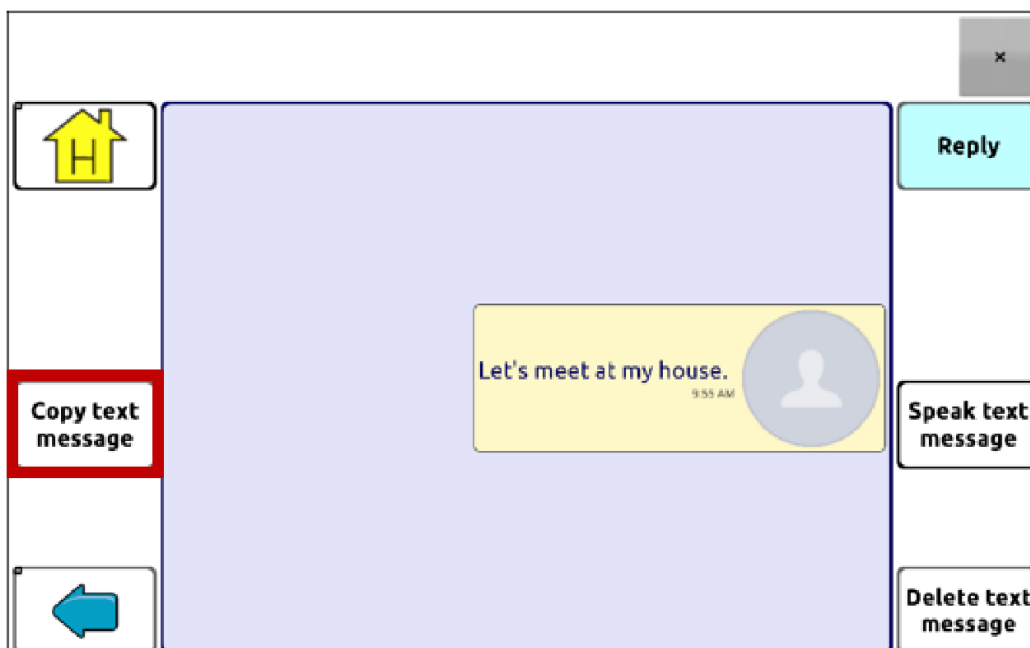 ×
H
Reply
Let's meet at my house.
9:55 AM
Copy text
message
Speak text
message
Delete text
message